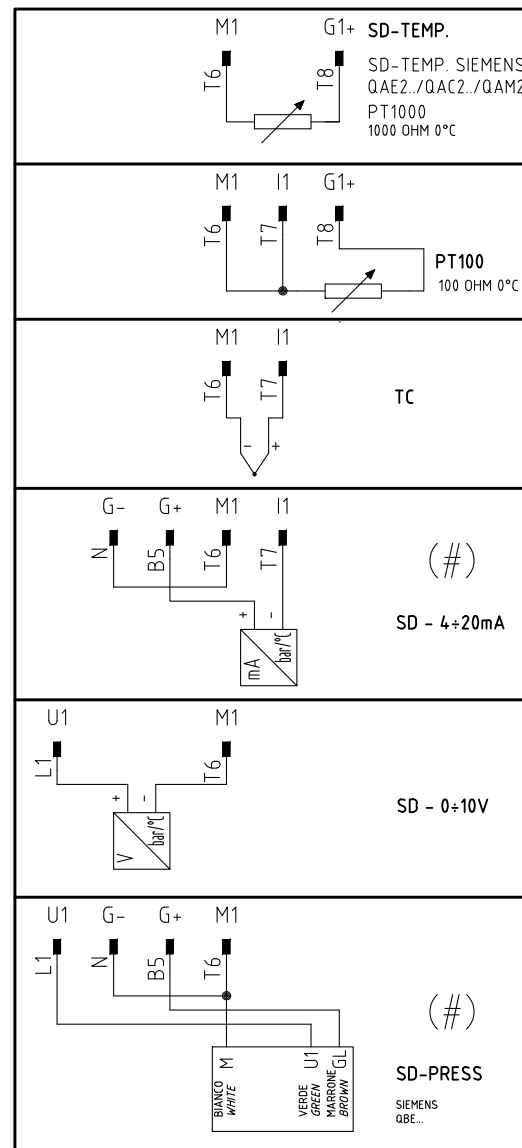 M1 G1+ SD-TEMP.
T6 T8
SD-TEMP. SIEMENS
QAE2../QAC2../QAM2
PT1000
1000 OHM 0°C
M1 I1 G1+
T6 T7 T8
PT100
100 OHM 0°C
M1 I1
T6 T7
TC
- +
G- G+ M1 I1
N B5 T6 T7
(#)
+ -
mA bar/°C
SD - 4÷20mA
U1 M1
L1 T6
+ -
V bar/°C
SD - 0÷10V
U1 G- G+ M1
L1 N B5 T6
(#)
M U1 GL
BIANCO VERDE MARRONE
WHITE GREEN BROWN
SD-PRESS
SIEMENS
QBE...